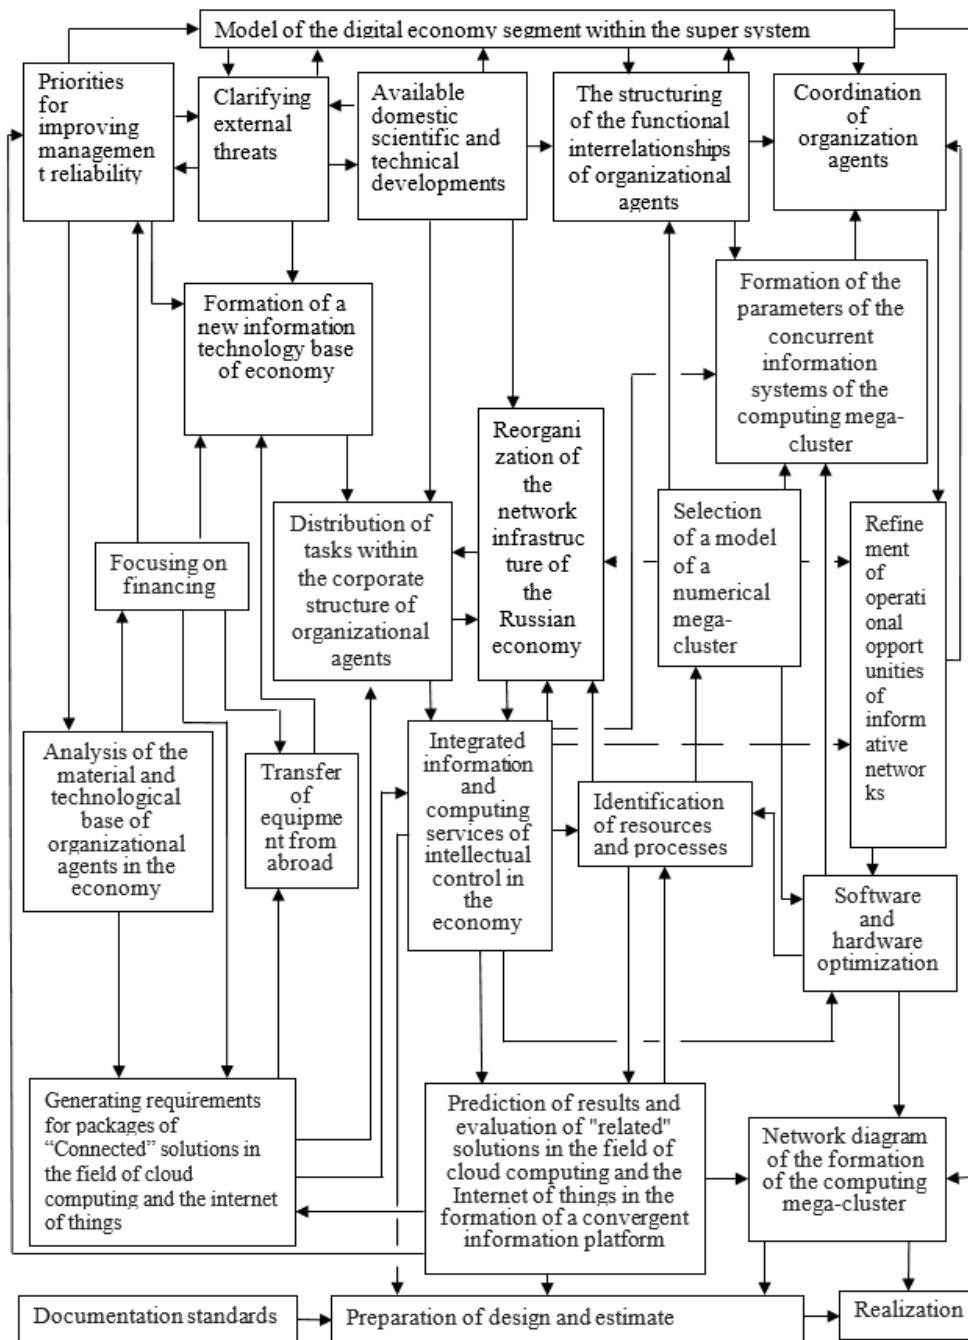 Model of the digital economy segment within the super system
Priorities
for
improving
managemen
t reliability
Clarifying
external
threats
Available
domestic
scientific and
technical
developments
The structuring
of the functional
interrelationships
of organizational
agents
Coordination
of
organization
agents
Formation of a
new information
technology base
of economy
Formation of the
parameters of the
concurrent
information
systems of the
computing mega-
cluster
Reorgani
zation of
the
network
infrastruc
ture of
the
Russian
economy
Distribution of
tasks within
the corporate
structure of
organizational
agents
Selection
of a model
of a
numerical
mega-
cluster
Refine
ment
of
operati
onal
opport
unities
of
inform
ative
networ
ks
Focusing on
financing
Analysis of the
material and
technological
base of
organizational
agents in the
economy
Transfer
of
equipme
nt from
abroad
Integrated
information
and
computing
services of
intellectual
control in
the
economy
Identification
of resources
and processes
Software
and
hardware
optimization
Generating requirements
for packages of
“Connected” solutions in
the field of cloud
computing and the internet
of things
Prediction of results and
evaluation of "related"
solutions in the field of
cloud computing and the
Internet of things in the
formation of a convergent
information platform
Network diagram
of the formation
of the computing
mega-cluster
Documentation standards
Preparation of design and estimate
Realization